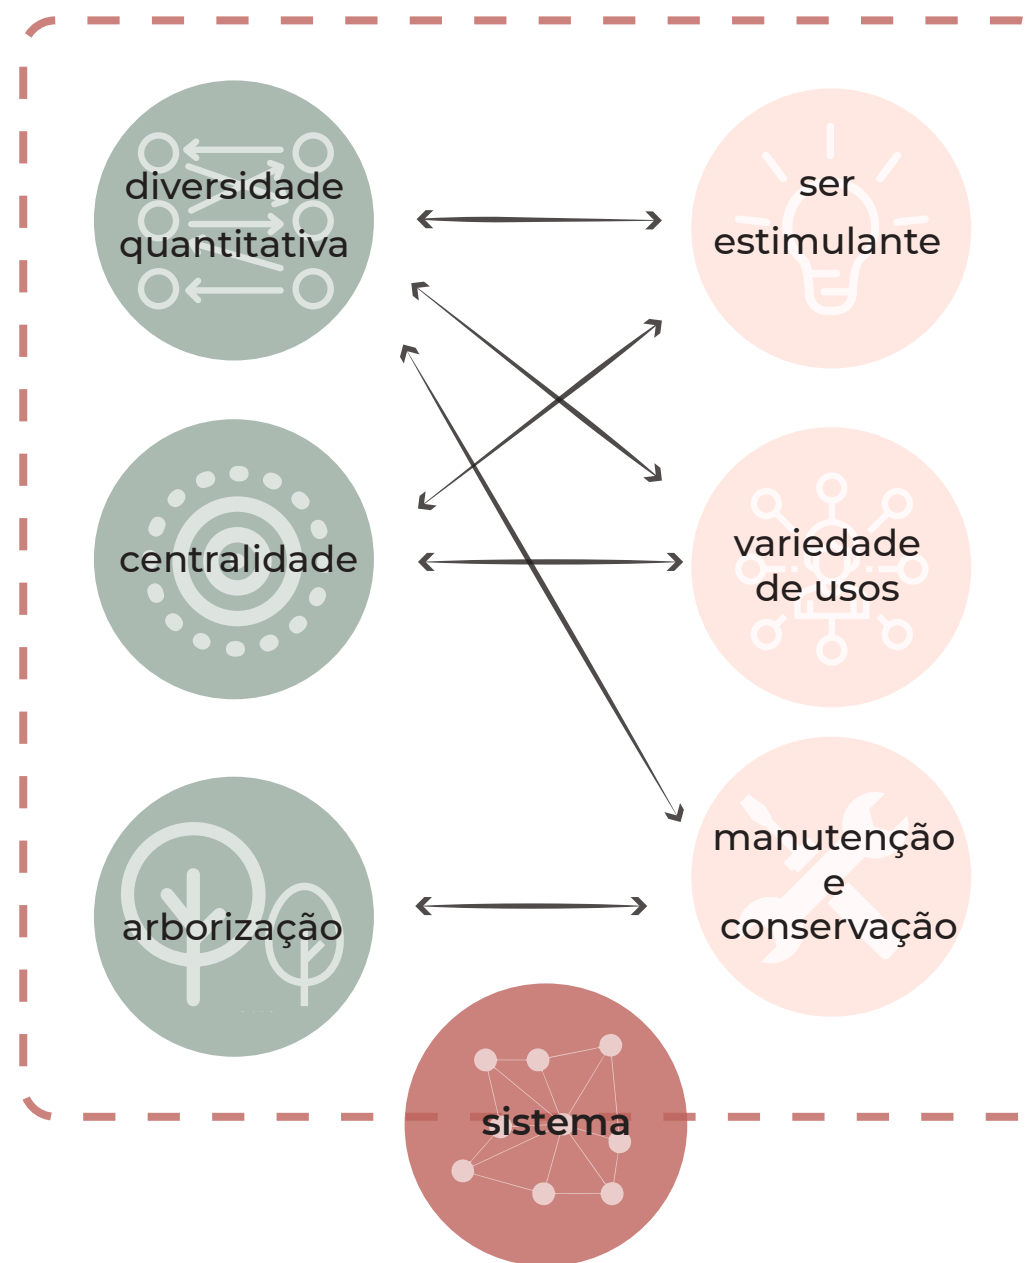 diversidade
quantitativa
ser
estimulante
centralidade
variedade
de usos
arborização
manutenção
e
conservação
sistema